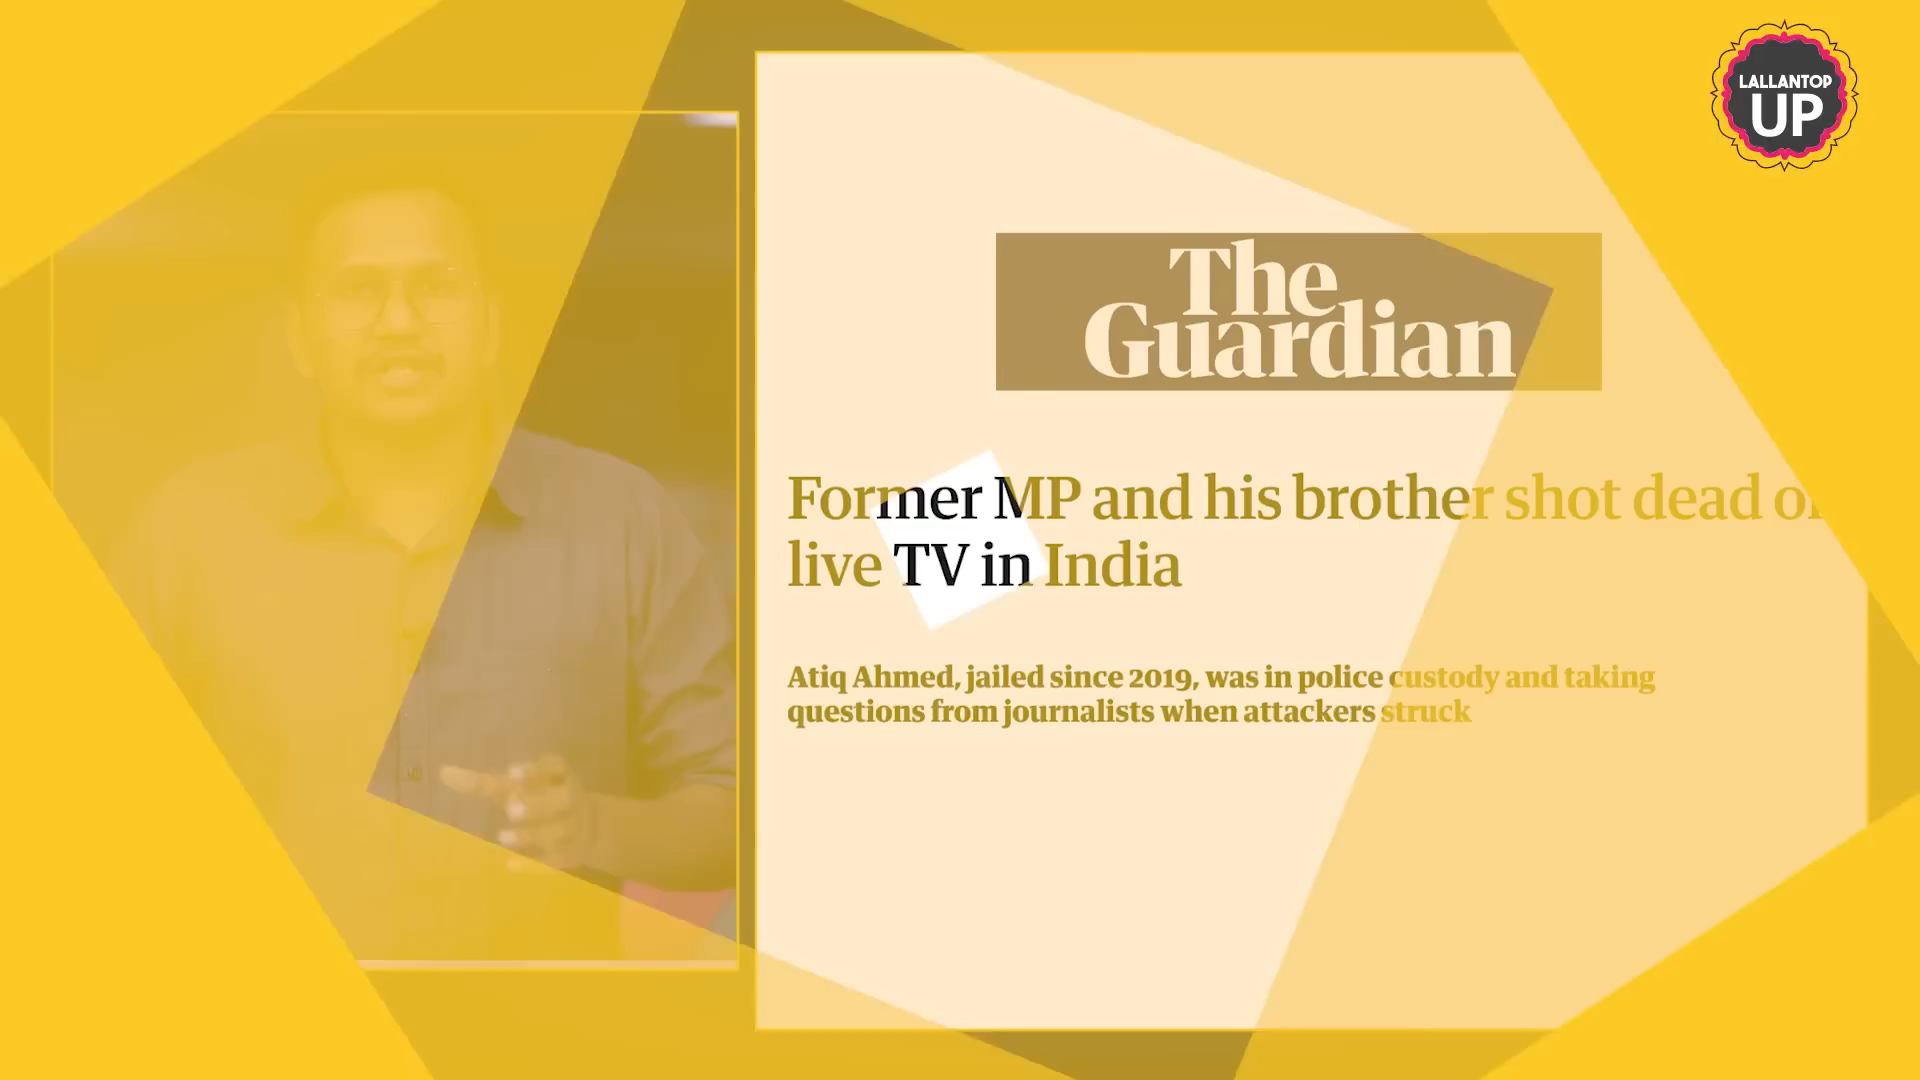 LALLANTOP
UP
The
Guardian
Former MP and his brother shot dead on
live TV in India
Atiq Ahmed, jailed since 2019, was in police custody and taking
questions from journalists when attackers struck